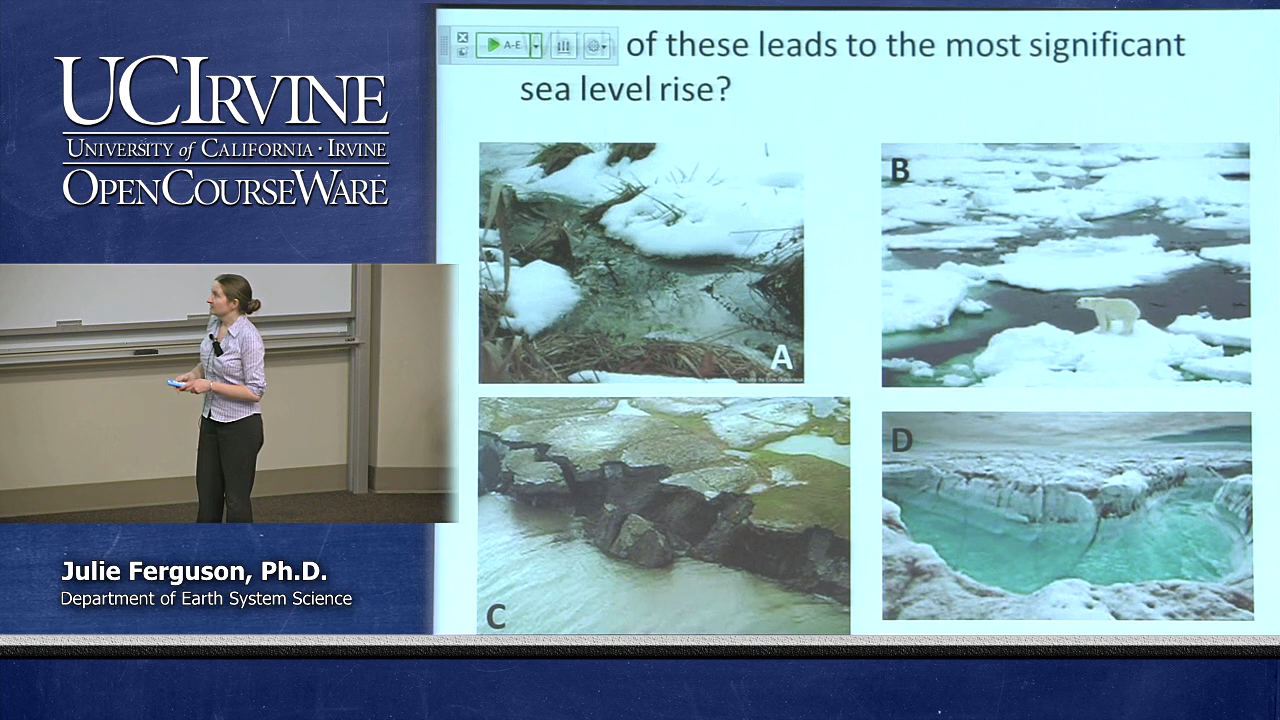 UCIRVINE
UNIVERSITY of CALIFORNIA · IRVINE
OPENCOURSEWARE
Julie Ferguson, Ph.D.
Department of Earth System Science
A-E
of these leads to the most significant
sea level rise?
A
B
C
D